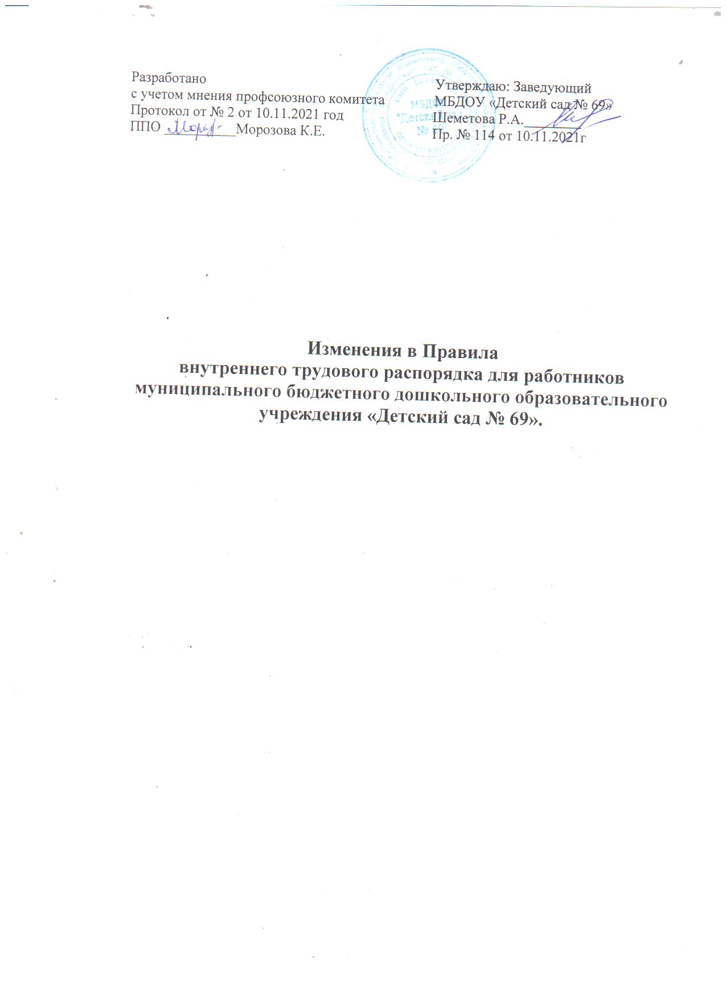 Разработано
с учетом мнения профсоюзного комитета
Протокол от № 2 от 10.11.2021 год
ППО __________Морозова К.Е.
Утверждаю: Заведующий
МБДОУ «Детский сад № 69»
Шеметова Р.А.________
Пр. № 114 от 10.11.2021г
МБДОУ
"Детский сад
№ 69"
Изменения в Правила
внутреннего трудового распорядка для работников
муниципального бюджетного дошкольного образовательного
учреждения «Детский сад № 69».